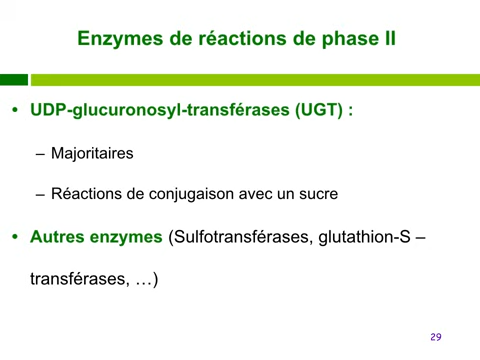 Enzymes de réactions de phase II
• UDP-glucuronosyl-transférases (UGT) :
– Majoritaires
– Réactions de conjugaison avec un sucre
• Autres enzymes (Sulfotransférases, glutathion-S –
transférases, …)
29